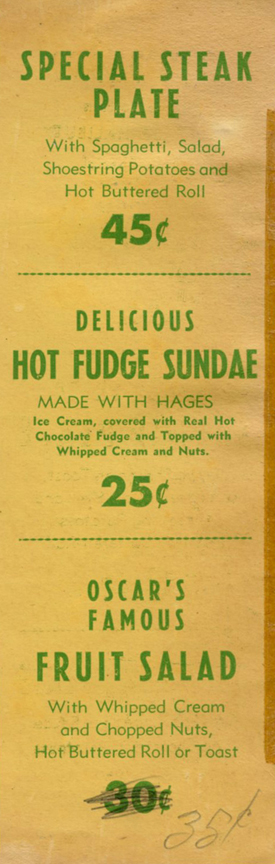 SPECIAL STEAK
PLATE
With Spaghetti, Salad,
Shoestring Potatoes and
Hot Buttered Roll
45¢
DELICIOUS
HOT FUDGE SUNDAE
MADE WITH HAGES
Ice Cream, covered with Real Hot
Chocolate Fudge and Topped with
Whipped Cream and Nuts.
25¢
OSCAR'S
FAMOUS
FRUIT SALAD
With Whipped Cream
and Chopped Nuts,
Hot Buttered Roll or Toast
30¢
35¢